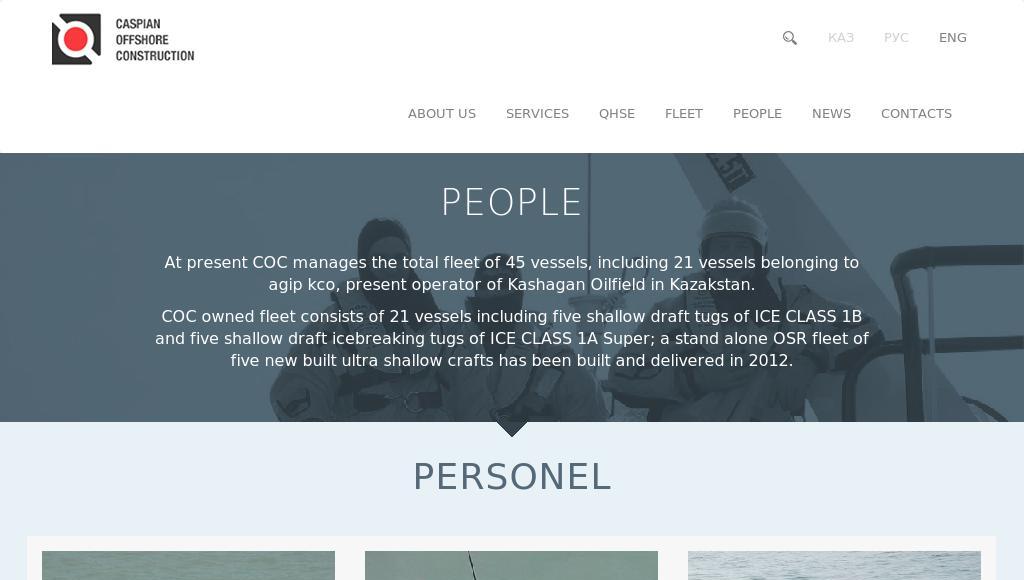 CASPIAN
OFFSHORE
CONSTRUCTION
КАЗ РУС ENG
ABOUT US SERVICES QHSE FLEET PEOPLE NEWS CONTACTS
PEOPLE
At present COC manages the total fleet of 45 vessels, including 21 vessels belonging to
agip kco, present operator of Kashagan Oilfield in Kazakstan.
COC owned fleet consists of 21 vessels including five shallow draft tugs of ICE CLASS 1B
and five shallow draft icebreaking tugs of ICE CLASS 1A Super; a stand alone OSR fleet of
five new built ultra shallow crafts has been built and delivered in 2012.
PERSONEL